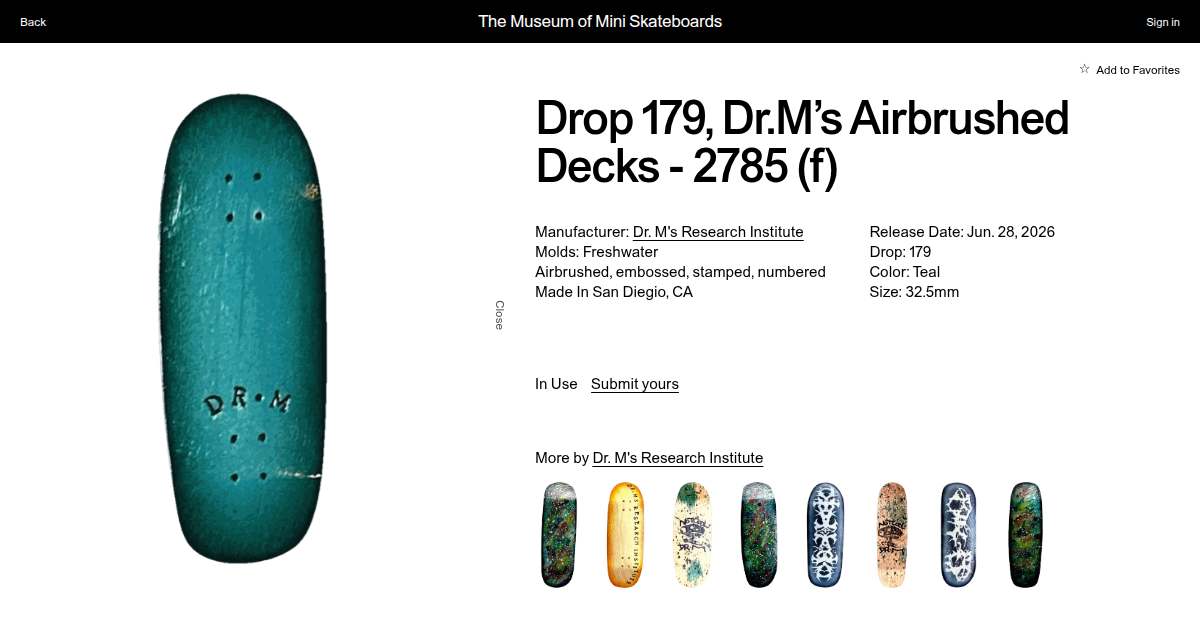 Back
The Museum of Mini Skateboards
Sign in
☆ Add to Favorites
Drop 179, Dr.M’s Airbrushed
Decks - 2785 (f)
Manufacturer: Dr. M's Research Institute
Molds: Freshwater
Airbrushed, embossed, stamped, numbered
Made In San Diegio, CA
Release Date: Jun. 28, 2026
Drop: 179
Color: Teal
Size: 32.5mm
Close
DR•M
In Use Submit yours
More by Dr. M's Research Institute